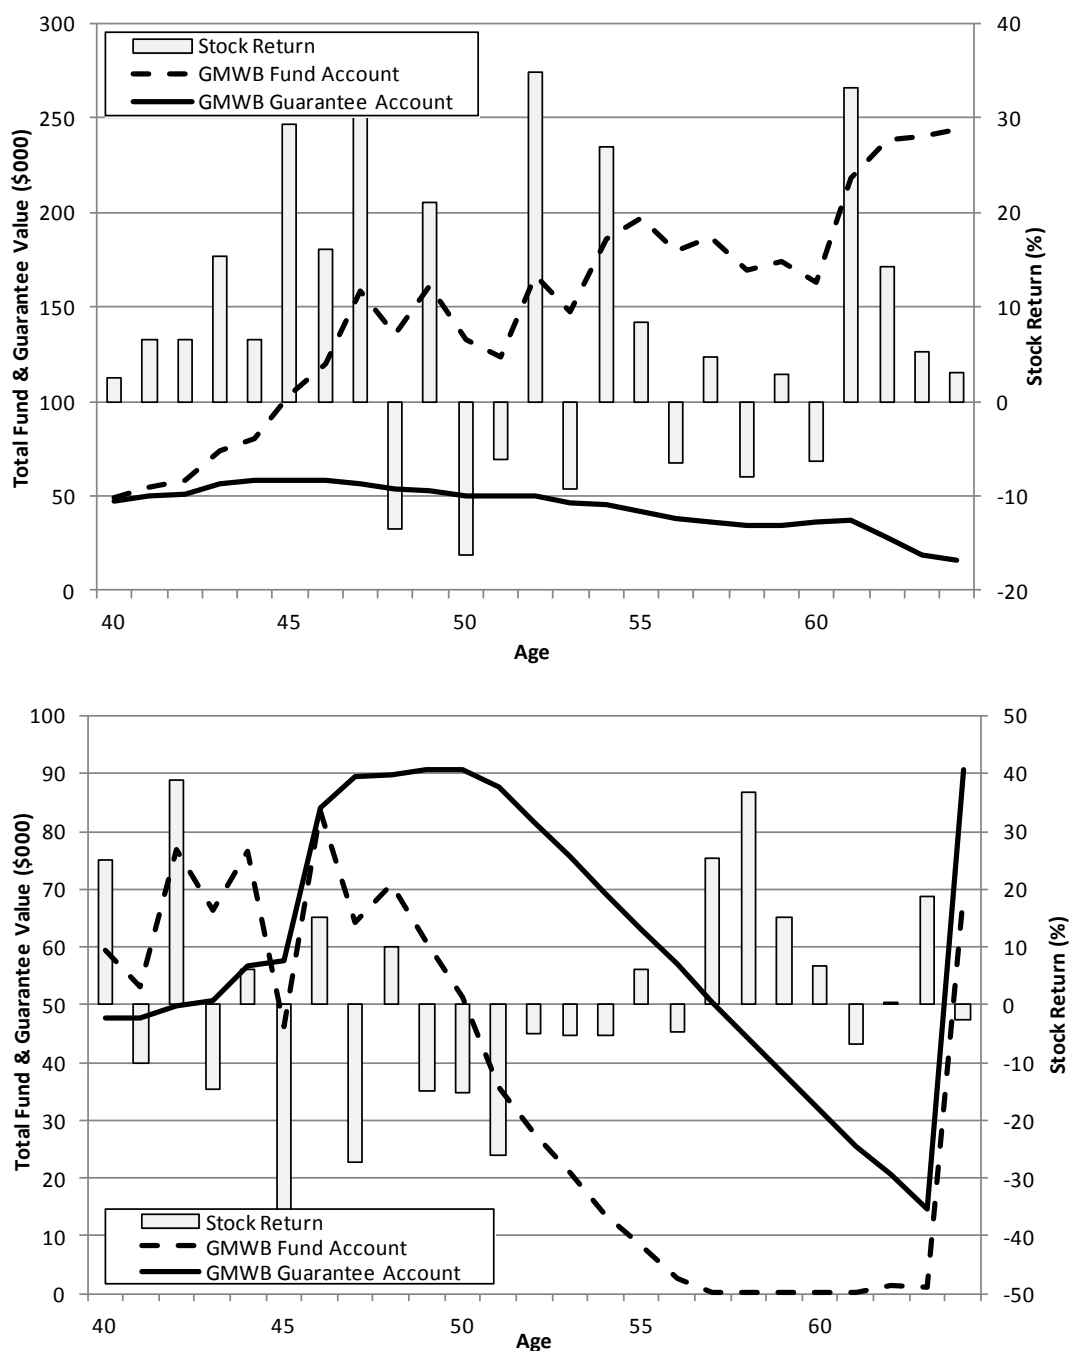 300
250
200
150
100
50
0
Total Fund & Guarantee Value ($000)
Stock Return
GMWB Fund Account
GMWB Guarantee Account
40
30
20
10
0
-10
-20
Stock Return (%)
40 45 50 55 60
Age
100
90
80
70
60
50
40
30
20
10
0
Total Fund & Guarantee Value ($000)
Stock Return
GMWB Fund Account
GMWB Guarantee Account
50
40
30
20
10
0
-10
-20
-30
-40
-50
Stock Return (%)
40 45 50 55 60
Age